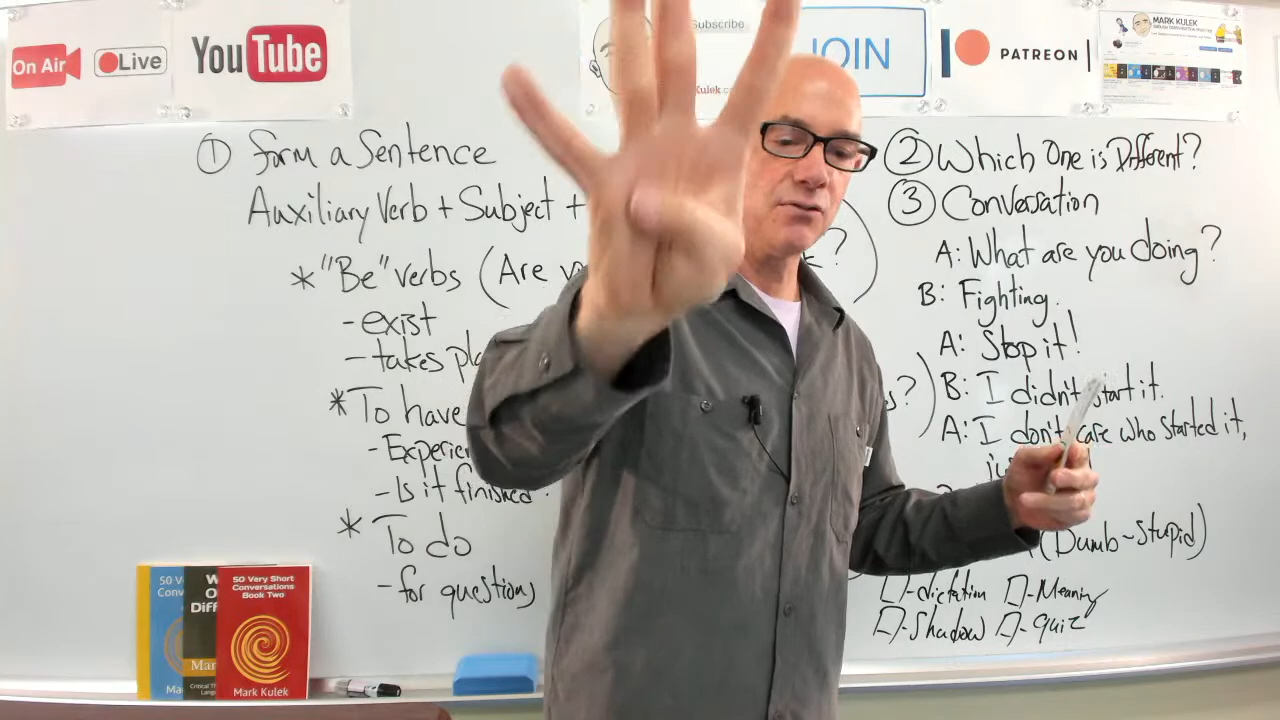 On Air
Live
YouTube
Subscribe
JOIN
PATREON
MARK KULEK
① Form a Sentence
Auxiliary Verb + Subject +
* "Be" verbs (Are
?
- exist
- takes
* To have
s?)
- Is it finished
* To do
- for questions
② Which One is Different?
③ Conversation
A: What are you doing?
B: Fighting.
A: Stop it!
B: I didn't start it.
A: I don't care who started it,
(Dumb ~ Stupid)
- dictation - Meaning
- Shadow - Quiz
50 Very Short
Conversations
Book Two
Mark Kulek